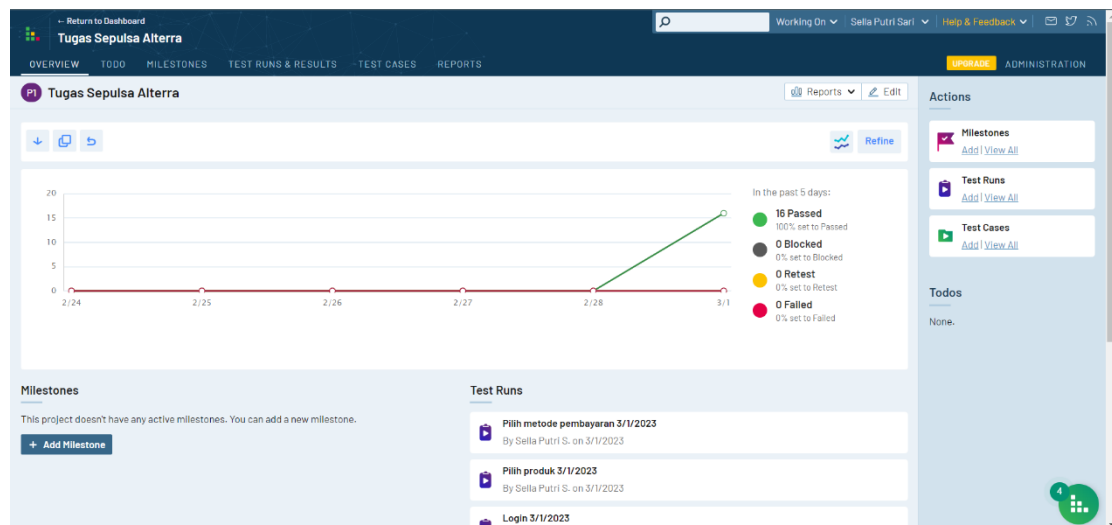 ← Return to Dashboard
Tugas Sepulsa Alterra
Working On
Sella Putri Sari
Help & Feedback
OVERVIEW
TODO
MILESTONES
TEST RUNS & RESULTS
TEST CASES
REPORTS
UPGRADE
ADMINISTRATION
P1
Tugas Sepulsa Alterra
Reports
Edit
Refine
20
15
10
5
0
2/24
2/25
2/26
2/27
2/28
3/1
In the past 5 days:
16 Passed
100% set to Passed
0 Blocked
0% set to Blocked
0 Retest
0% set to Retest
0 Failed
0% set to Failed
Actions
Milestones
Add | View All
Test Runs
Add | View All
Test Cases
Add | View All
Todos
None.
Milestones
This project doesn't have any active milestones. You can add a new milestone.
+ Add Milestone
Test Runs
Pilih metode pembayaran 3/1/2023
By Sella Putri S. on 3/1/2023
Pilih produk 3/1/2023
By Sella Putri S. on 3/1/2023
Login 3/1/2023
4